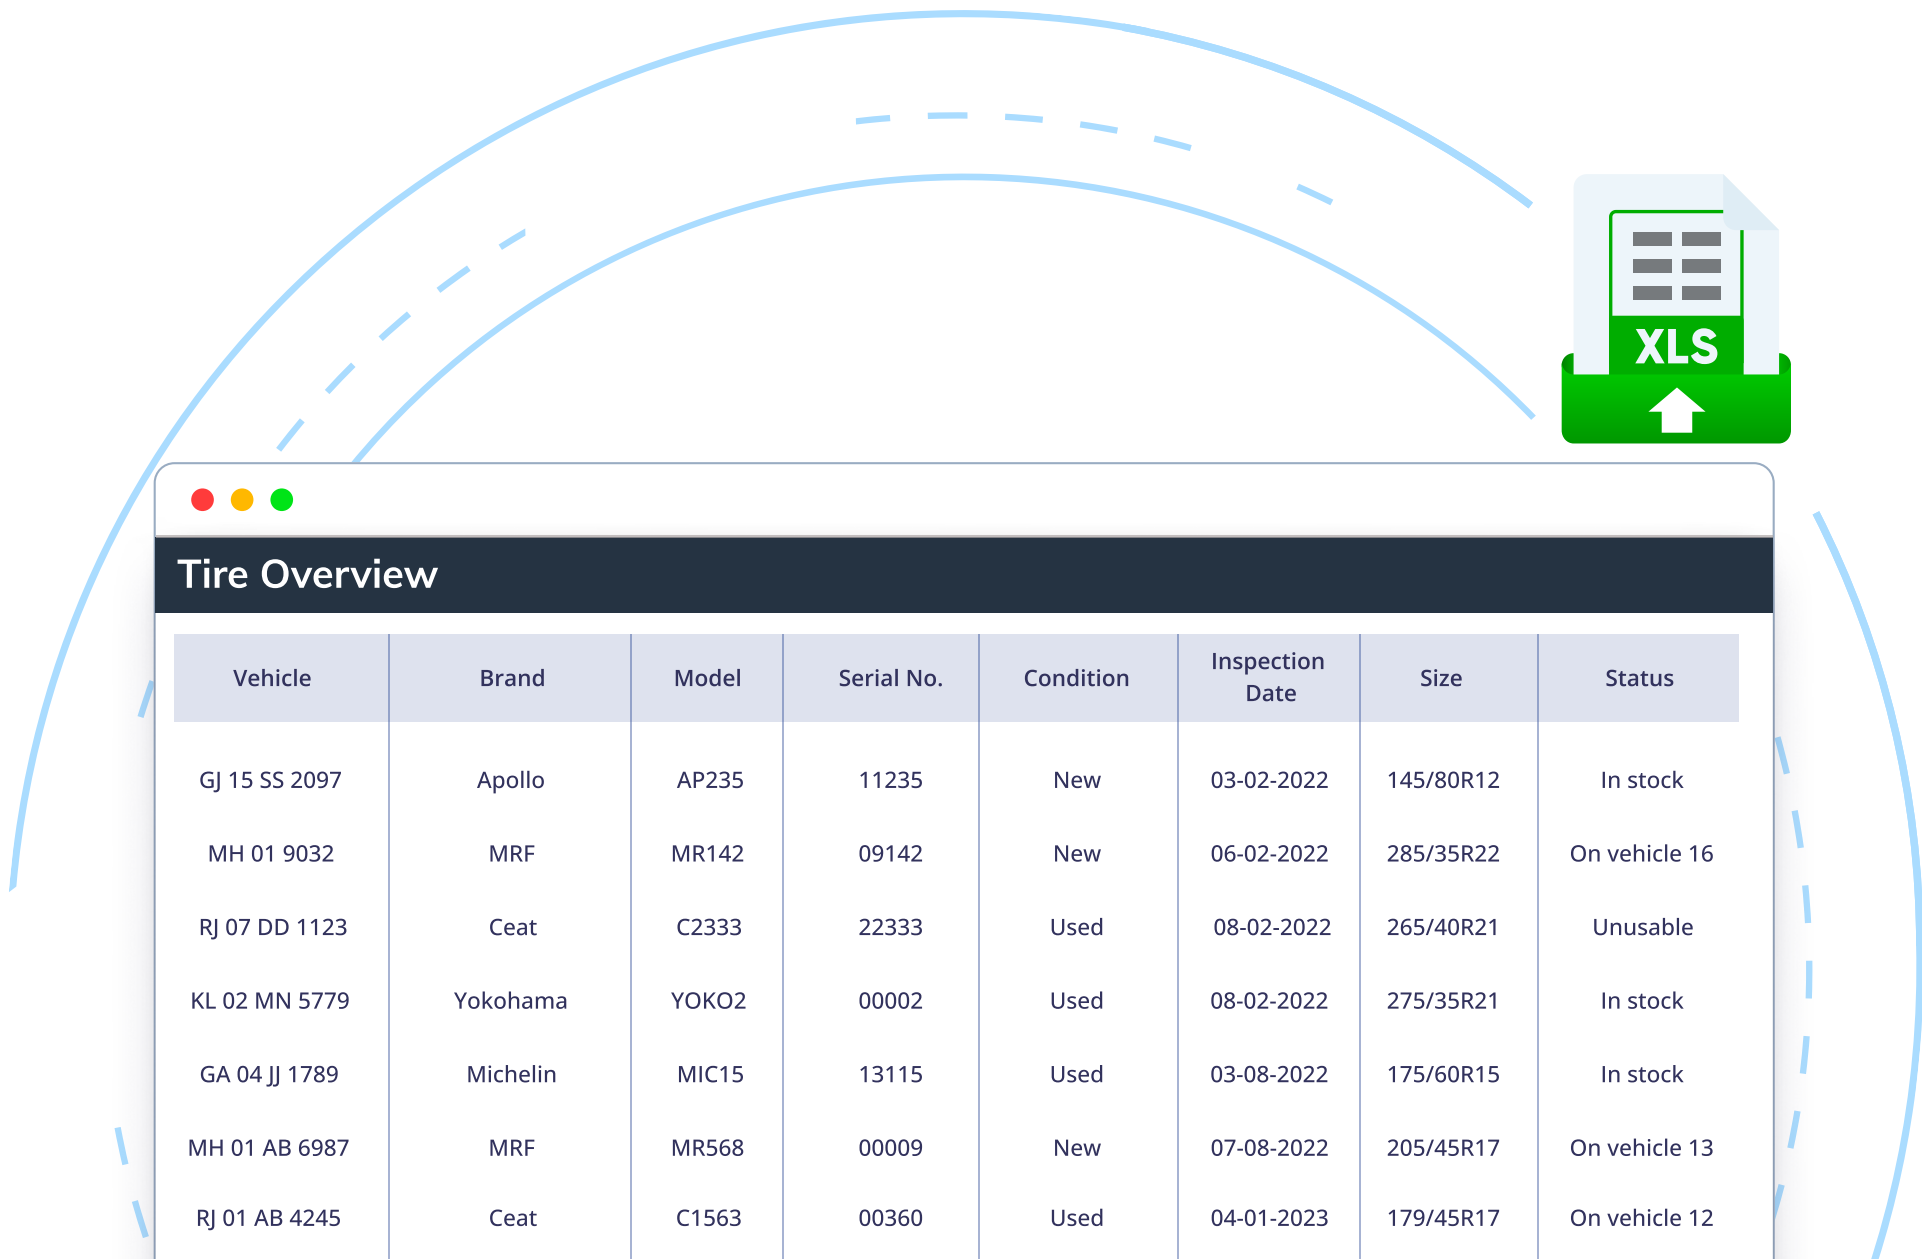 XLS
Tire Overview
Vehicle Brand Model Serial No. Condition Inspection Date Size Status
GJ 15 SS 2097 Apollo AP235 11235 New 03-02-2022 145/80R12 In stock
MH 01 9032 MRF MR142 09142 New 06-02-2022 285/35R22 On vehicle 16
RJ 07 DD 1123 Ceat C2333 22333 Used 08-02-2022 265/40R21 Unusable
KL 02 MN 5779 Yokohama YOKO2 00002 Used 08-02-2022 275/35R21 In stock
GA 04 JJ 1789 Michelin MIC15 13115 Used 03-08-2022 175/60R15 In stock
MH 01 AB 6987 MRF MR568 00009 New 07-08-2022 205/45R17 On vehicle 13
RJ 01 AB 4245 Ceat C1563 00360 Used 04-01-2023 179/45R17 On vehicle 12